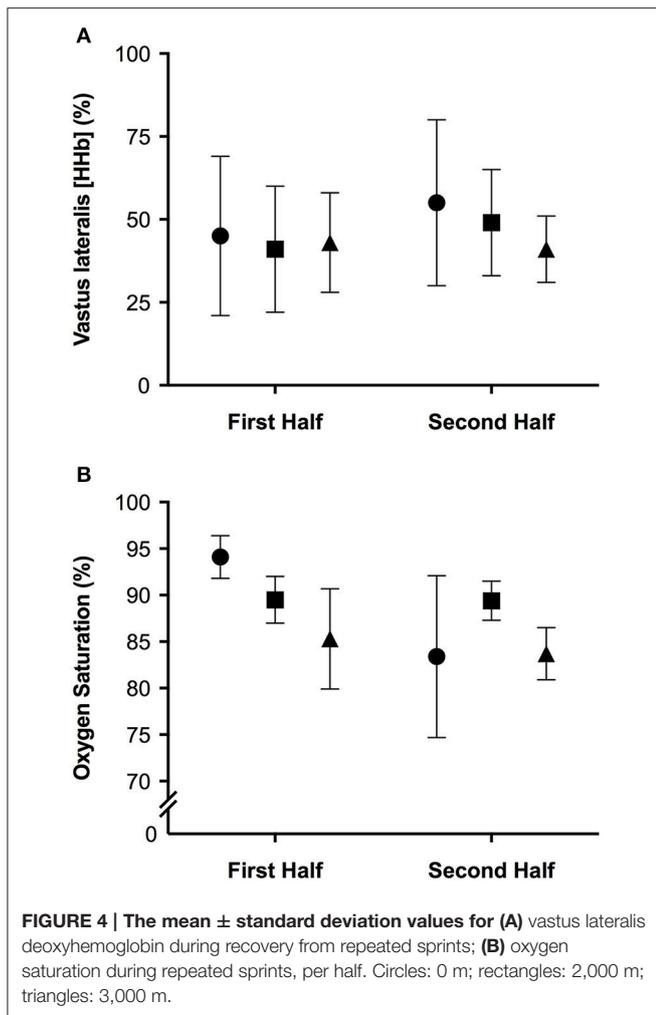 A
100
75
50
25
0
Vastus lateralis [HHb] (%)
First Half
Second Half
B
100
95
90
85
80
75
70
0
Oxygen Saturation (%)
First Half
Second Half
FIGURE 4 | The mean ± standard deviation values for (A) vastus lateralis
deoxyhemoglobin during recovery from repeated sprints; (B) oxygen
saturation during repeated sprints, per half. Circles: 0 m; rectangles: 2,000 m;
triangles: 3,000 m.